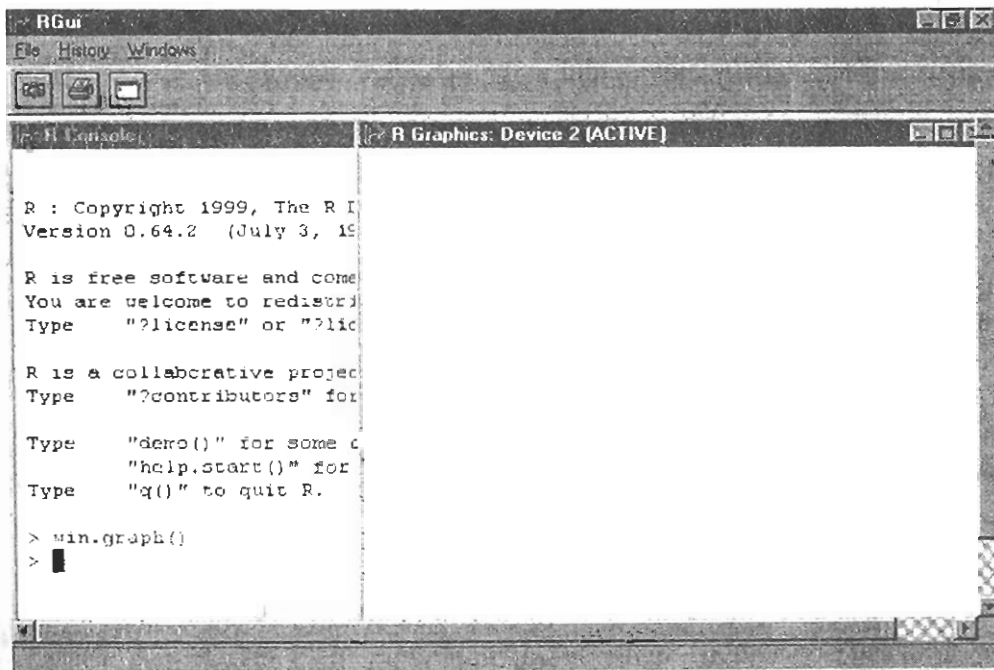 RGui
File History Windows
R Console
R : Copyright 1999, The R
Version 0.64.2 (July 3, 19
R is free software and come
You are welcome to redistri
Type "?license" or "?lic
R is a collaborative projec
Type "?contributors" for
Type "demo()" for some
"help.start()" for
Type "q()" to quit R.
> win.graph()
>
R Graphics: Device 2 (ACTIVE)